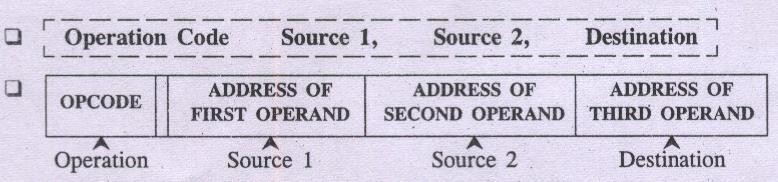 Operation Code Source 1, Source 2, Destination
OPCODE ADDRESS OF FIRST OPERAND ADDRESS OF SECOND OPERAND ADDRESS OF THIRD OPERAND
Operation Source 1 Source 2 Destination